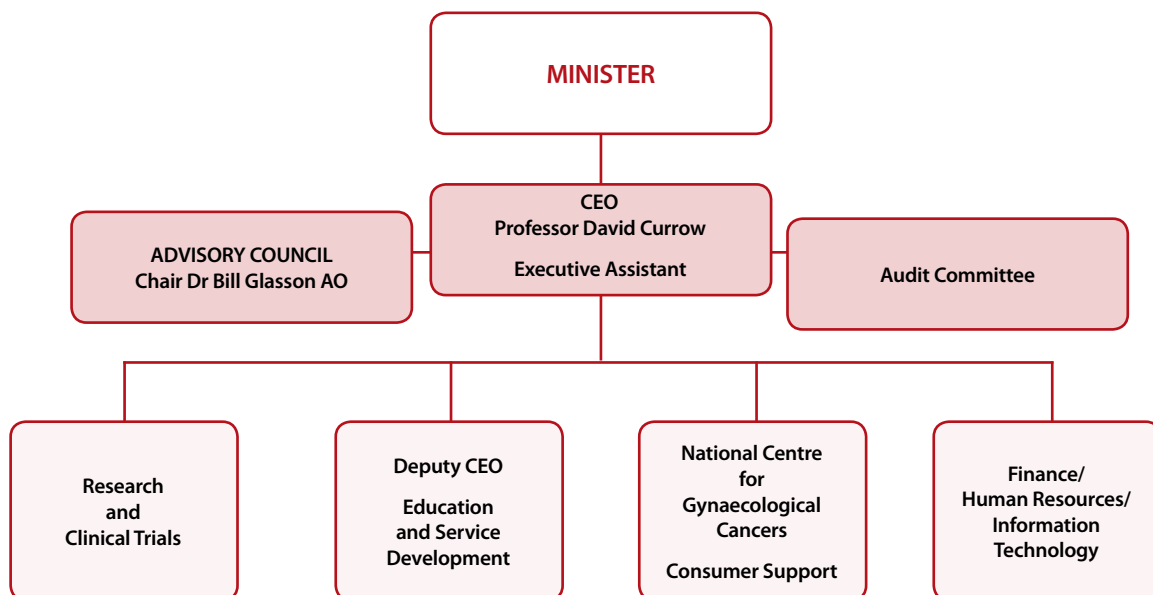 MINISTER
CEO
Professor David Currow
Executive Assistant
ADVISORY COUNCIL
Chair Dr Bill Glasson AO
Audit Committee
Research
and
Clinical Trials
Deputy CEO
Education
and Service
Development
National Centre
for
Gynaecological
Cancers
Consumer Support
Finance/
Human Resources/
Information
Technology